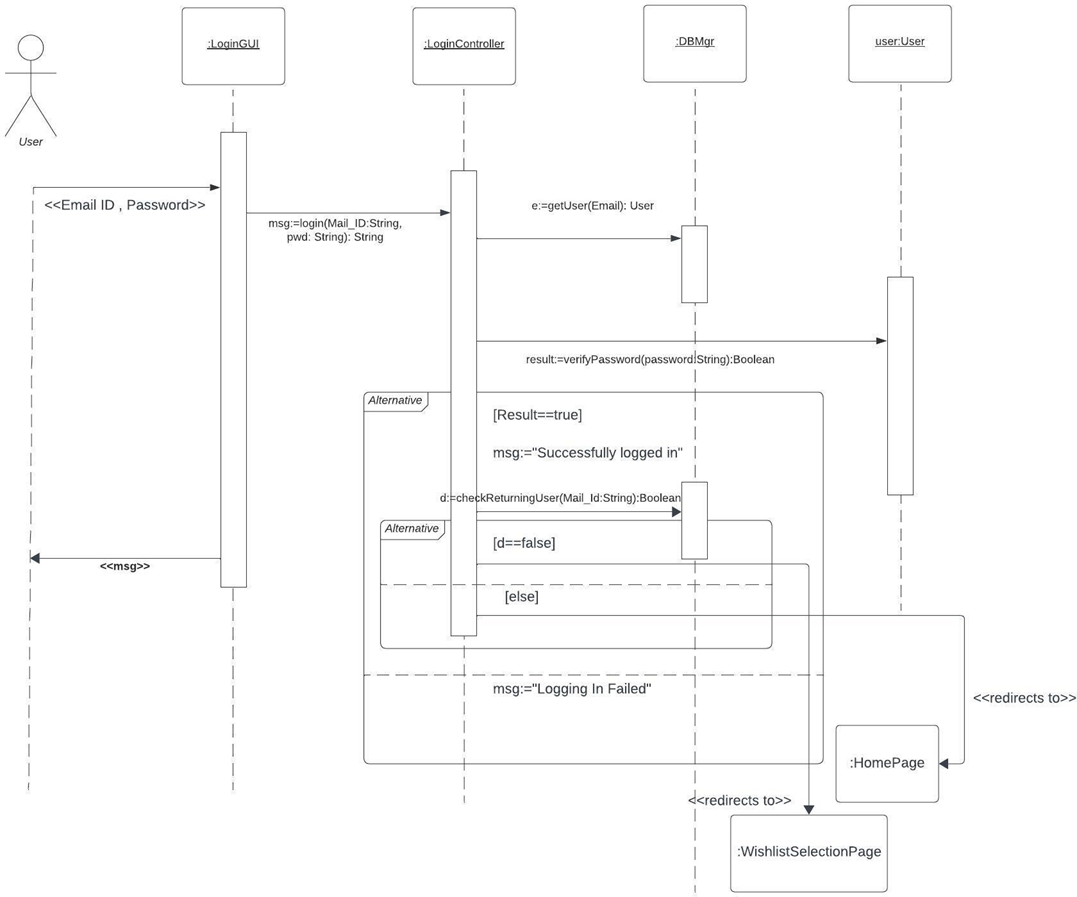 :LoginGUI
:LoginController
:DBMgr
user:User
User
<<Email ID , Password>>
e:=getUser(Email): User
msg:=login(Mail_ID:String,
pwd: String): String
result:=verifyPassword(password:String):Boolean
Alternative
[Result==true]
msg:="Successfully logged in"
d:=checkReturningUser(Mail_Id:String):Boolean
Alternative
[d==false]
<<msg>>
[else]
msg:="Logging In Failed"
<<redirects to>>
:HomePage
<<redirects to>>
:WishlistSelectionPage